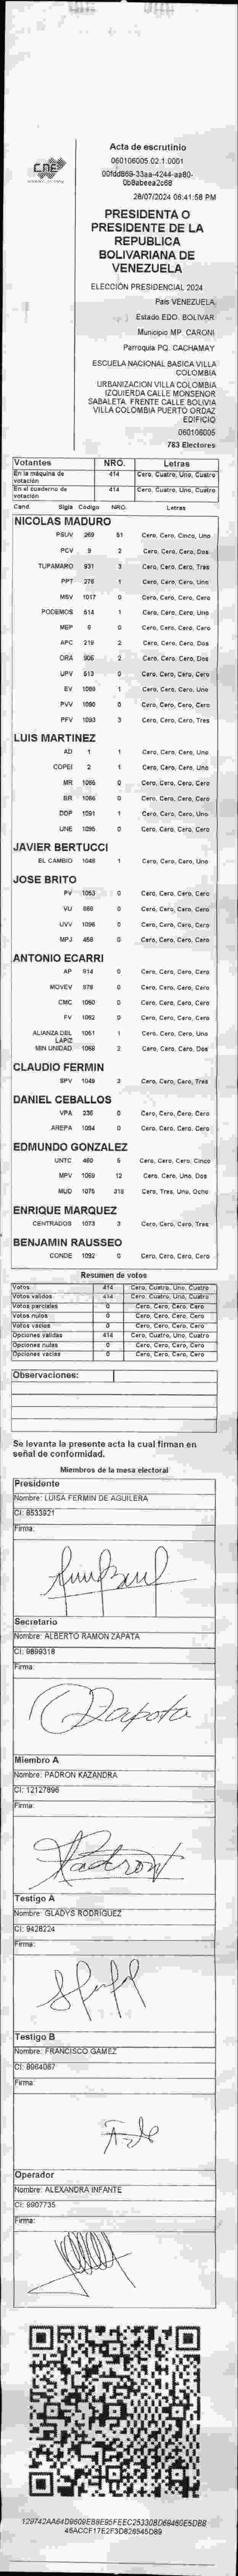 CNE
Acta de escrutinio
060106005.02.1.0001
00fdd869-33aa-4244-aa80-
0b8abeea2c68
28/07/2024 06:41:58 PM
PRESIDENTA O
PRESIDENTE DE LA
REPUBLICA
BOLIVARIANA DE
VENEZUELA
ELECCIÓN PRESIDENCIAL 2024
País VENEZUELA
Estado EDO. BOLIVAR
Municipio MP. CARONI
Parroquia PQ. CACHAMAY
ESCUELA NACIONAL BASICA VILLA
COLOMBIA
URBANIZACION VILLA COLOMBIA
IZQUIERDA CALLE MONSENOR
SABALETA. FRENTE CALLE BOLIVIA
VILLA COLOMBIA PUERTO ORDAZ
EDIFICIO
060106005
763 Electores
Votantes NRO. Letras
En la máquina de votación 414 Cero, Cuatro, Uno, Cuatro
En el cuaderno de votación 414 Cero, Cuatro, Uno, Cuatro
Cand. Sigla Código NRO. Letras
NICOLAS MADURO
PSUV 269 51 Cero, Cero, Cinco, Uno
PCV 9 2 Cero, Cero, Cero, Dos
TUPAMARO 931 3 Cero, Cero, Cero, Tres
PPT 276 1 Cero, Cero, Cero, Uno
MSV 1017 0 Cero, Cero, Cero, Cero
PODEMOS 514 1 Cero, Cero, Cero, Uno
MEP 6 0 Cero, Cero, Cero, Cero
APC 219 2 Cero, Cero, Cero, Dos
ORA 906 2 Cero, Cero, Cero, Dos
UPV 513 0 Cero, Cero, Cero, Cero
EV 1089 1 Cero, Cero, Cero, Uno
PVV 1090 0 Cero, Cero, Cero, Cero
PFV 1093 3 Cero, Cero, Cero, Tres
LUIS MARTINEZ
AD 1 1 Cero, Cero, Cero, Uno
COPEI 2 1 Cero, Cero, Cero, Uno
MR 1065 0 Cero, Cero, Cero, Cero
BR 1066 0 Cero, Cero, Cero, Cero
DDP 1091 1 Cero, Cero, Cero, Uno
UNE 1095 0 Cero, Cero, Cero, Cero
JAVIER BERTUCCI
EL CAMBIO 1048 1 Cero, Cero, Cero, Uno
JOSE BRITO
PV 1053 0 Cero, Cero, Cero, Cero
VU 868 0 Cero, Cero, Cero, Cero
UVV 1096 0 Cero, Cero, Cero, Cero
MPJ 458 0 Cero, Cero, Cero, Cero
ANTONIO ECARRI
AP 914 0 Cero, Cero, Cero, Cero
MOVEV 978 0 Cero, Cero, Cero, Cero
CMC 1050 0 Cero, Cero, Cero, Cero
FV 1062 0 Cero, Cero, Cero, Cero
ALIANZA DEL LAPIZ 1061 1 Cero, Cero, Cero, Uno
MIN UNIDAD 1068 2 Cero, Cero, Cero, Dos
CLAUDIO FERMIN
SPV 1049 3 Cero, Cero, Cero, Tres
DANIEL CEBALLOS
VPA 236 0 Cero, Cero, Cero, Cero
AREPA 1094 0 Cero, Cero, Cero, Cero
EDMUNDO GONZALEZ
UNTC 460 5 Cero, Cero, Cero, Cinco
MPV 1069 12 Cero, Cero, Uno, Dos
MUD 1075 318 Cero, Tres, Uno, Ocho
ENRIQUE MARQUEZ
CENTRADOS 1073 3 Cero, Cero, Cero, Tres
BENJAMIN RAUSSEO
CONDE 1092 0 Cero, Cero, Cero, Cero
Resumen de votos
Votos 414 Cero, Cuatro, Uno, Cuatro
Votos validos 414 Cero, Cuatro, Uno, Cuatro
Votos parciales 0 Cero, Cero, Cero, Cero
Votos nulos 0 Cero, Cero, Cero, Cero
Votos vacios 0 Cero, Cero, Cero, Cero
Opciones validas 414 Cero, Cuatro, Uno, Cuatro
Opciones nulas 0 Cero, Cero, Cero, Cero
Opciones vacias 0 Cero, Cero, Cero, Cero
Observaciones:
Se levanta la presente acta la cual firman en
señal de conformidad.
Miembros de la mesa electoral
Presidente
Nombre: LUISA FERMIN DE AGUILERA
CI: 8533921
Firma:
Secretario
Nombre: ALBERTO RAMON ZAPATA
CI: 9899318
Firma:
Zapata
Miembro A
Nombre: PADRON KAZANDRA
CI: 12127896
Firma:
Padron
Testigo A
Nombre: GLADYS RODRIGUEZ
CI: 9428224
Firma:
Testigo B
Nombre: FRANCISCO GAMEZ
CI: 8964067
Firma:
Operador
Nombre: ALEXANDRA INFANTE
CI: 9907735
Firma:
129742AA64D9609EB8E95FEEC253308D69460E5DB8
46ACCF17E2F3D826545D89